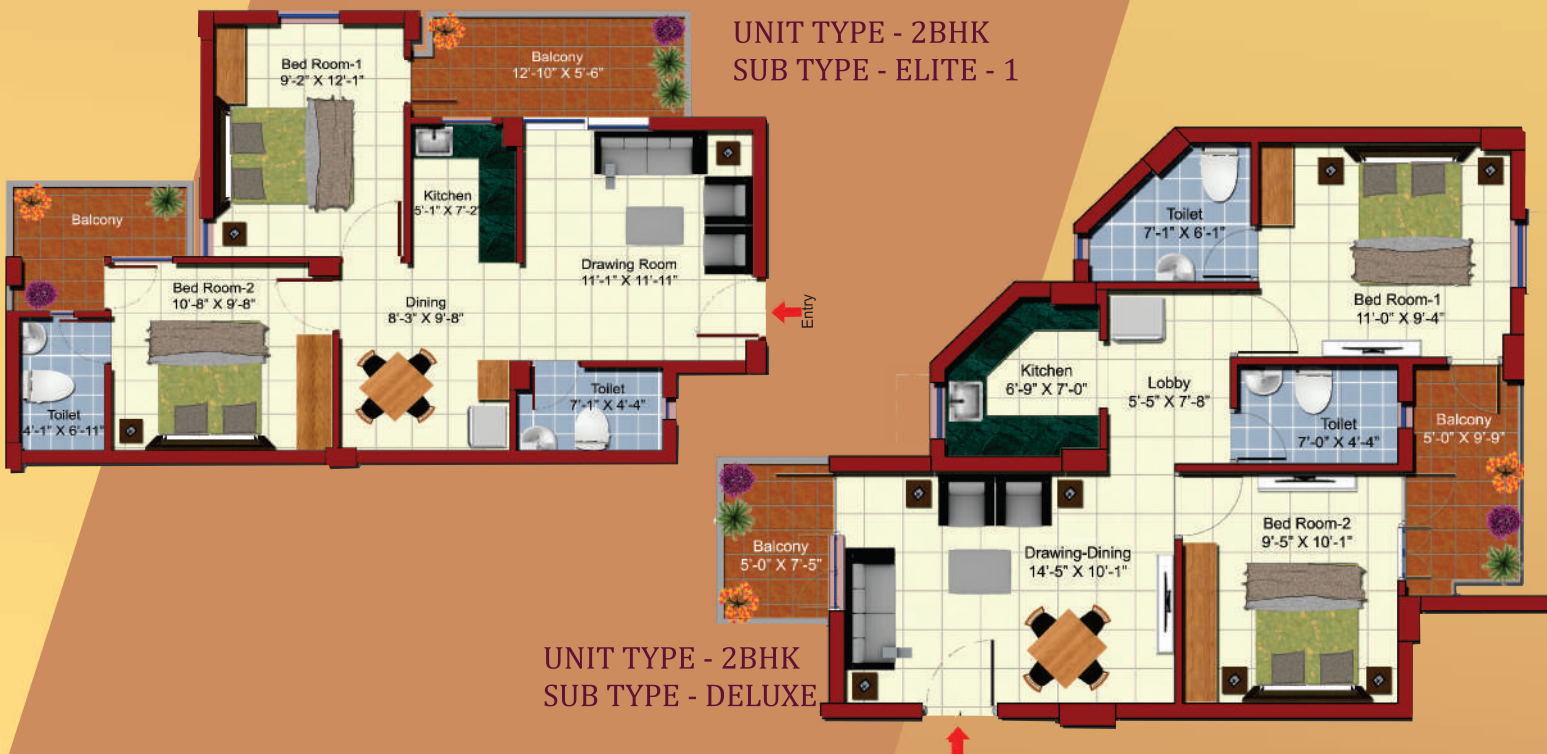 UNIT TYPE - 2BHK
SUB TYPE - ELITE - 1
Bed Room-1
9'-2" X 12'-1"
Balcony
12'-10" X 5'-6"
Balcony
Kitchen
5'-1" X 7'-2"
Drawing Room
11'-1" X 11'-11"
Bed Room-2
10'-8" X 9'-8"
Dining
8'-3" X 9'-8"
Entry
Toilet
4'-1" X 6'-11"
Toilet
7'-1" X 4'-4"
Toilet
7'-1" X 6'-1"
Bed Room-1
11'-0" X 9'-4"
Kitchen
6'-9" X 7'-0"
Lobby
5'-5" X 7'-8"
Toilet
7'-0" X 4'-4"
Balcony
5'-0" X 9'-9"
Balcony
5'-0" X 7'-5"
Drawing-Dining
14'-5" X 10'-1"
Bed Room-2
9'-5" X 10'-1"
UNIT TYPE - 2BHK
SUB TYPE - DELUXE